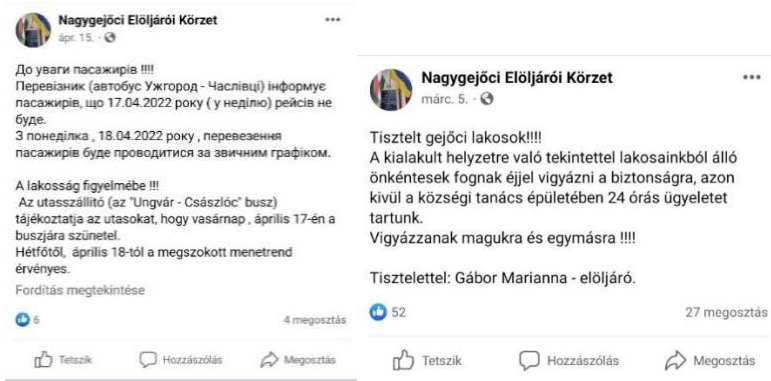 Nagygejőci Elöljárói Körzet
ápr. 15.
До уваги пасажирів !!!!
Перевізник (автобус Ужгород - Часлівці) інформує
пасажирів, що 17.04.2022 року ( у неділю) рейсів не
буде.
З понеділка , 18.04.2022 року , перевезення
пасажирів буде проводитися за звичним графіком.
A lakosság figyelmébe !!!
Az utasszállító (az "Ungvár - Császlóc" busz)
tájékoztatja az utasokat, hogy vasárnap , április 17-én a
buszjára szünetel.
Hétfőtől, április 18-tól a megszokott menetrend
érvényes.
Fordítás megtekintése
6
4 megosztás
Tetszik
Hozzászólás
Megosztás
Nagygejőci Elöljárói Körzet
márc. 5.
Tisztelt gejőci lakosok!!!!
A kialakult helyzetre való tekintettel lakosainkból álló
önkéntesek fognak éjjel vigyázni a biztonságra, azon
kivül a községi tanács épületében 24 órás ügyeletet
tartunk.
Vigyázzanak magukra és egymásra !!!!
Tisztelettel: Gábor Marianna - elöljáró.
52
27 megosztás
Tetszik
Hozzászólás
Megosztás